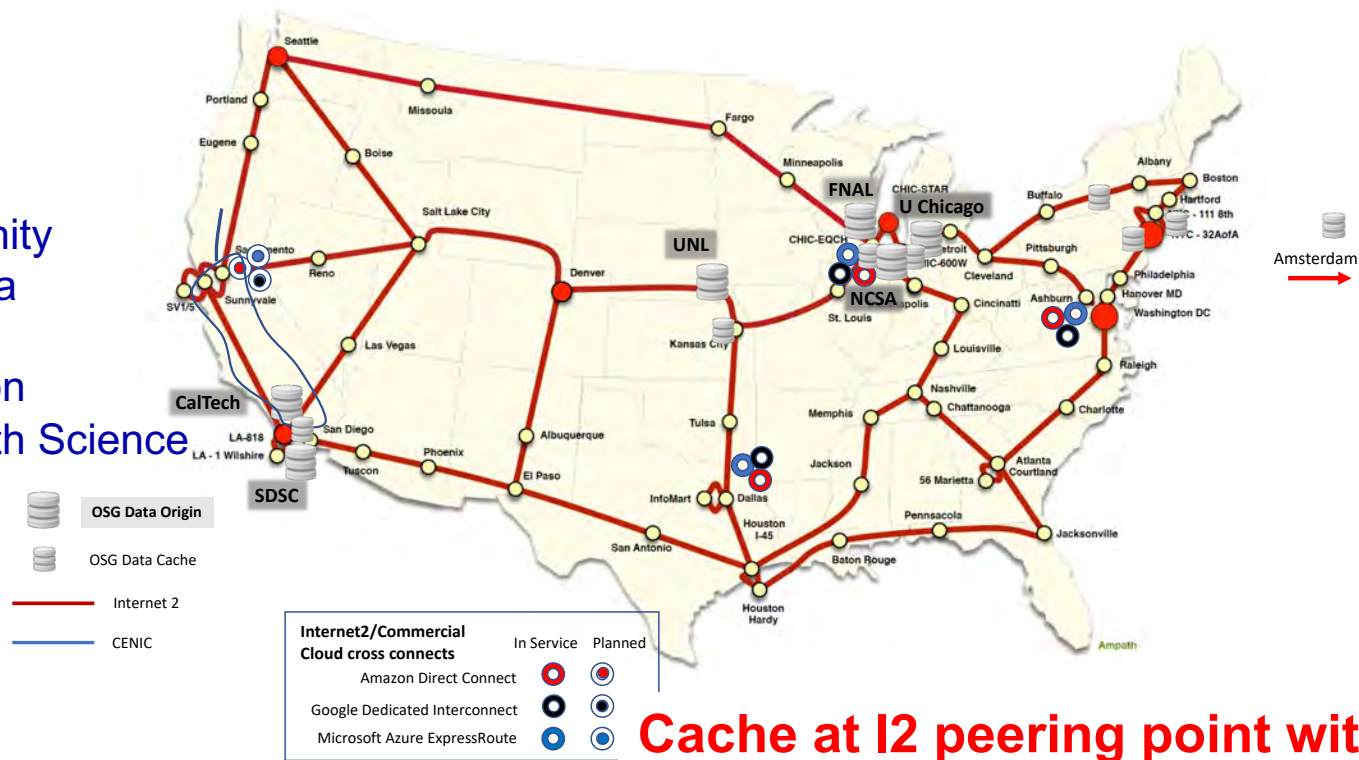 Seattle
Portland
Missoula
Fargo
Eugene
Boise
Minneapolis
Albany
Boston
Buffalo
Hartford
FNAL
CHIC-STAR
U Chicago
111 8th
32AofA
Salt Lake City
UNL
CHIC-EQCH
Pittsburgh
nity
a
Reno
Denver
Cleveland
Amsterdam
Philadelphia
Sunnyvale
SV1/5
NCSA
Ashburn
Hanover MD
Washington DC
Cincinatti
St. Louis
Kansas City
Las Vegas
Louisville
Raleigh
on
CalTech
Nashville
Chattanooga
Charlotte
Memphis
th Science
LA-818
San Diego
Tulsa
Albuquerque
LA - 1 Wilshire
Tuscon
Phoenix
El Paso
Jackson
Atlanta
Courtland
56 Marietta
SDSC
InfoMart
Dallas
Houston
I-45
Pennsacola
Jacksonville
OSG Data Origin
San Antonio
Baton Rouge
OSG Data Cache
Internet 2
Houston
Hardy
CENIC
Ampath
Internet2/Commercial
Cloud cross connects
In Service Planned
Amazon Direct Connect
Google Dedicated Interconnect
Microsoft Azure ExpressRoute
Cache at I2 peering point wit